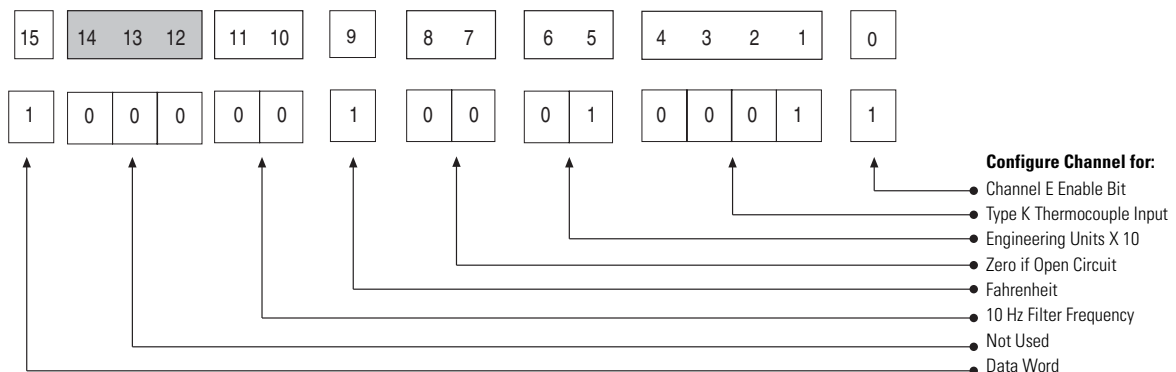 15 14 13 12 11 10 9 8 7 6 5 4 3 2 1 0
1 0 0 0 0 0 1 0 0 0 1 0 0 0 1 1
Configure Channel for:
Channel E Enable Bit
Type K Thermocouple Input
Engineering Units X 10
Zero if Open Circuit
Fahrenheit
10 Hz Filter Frequency
Not Used
Data Word